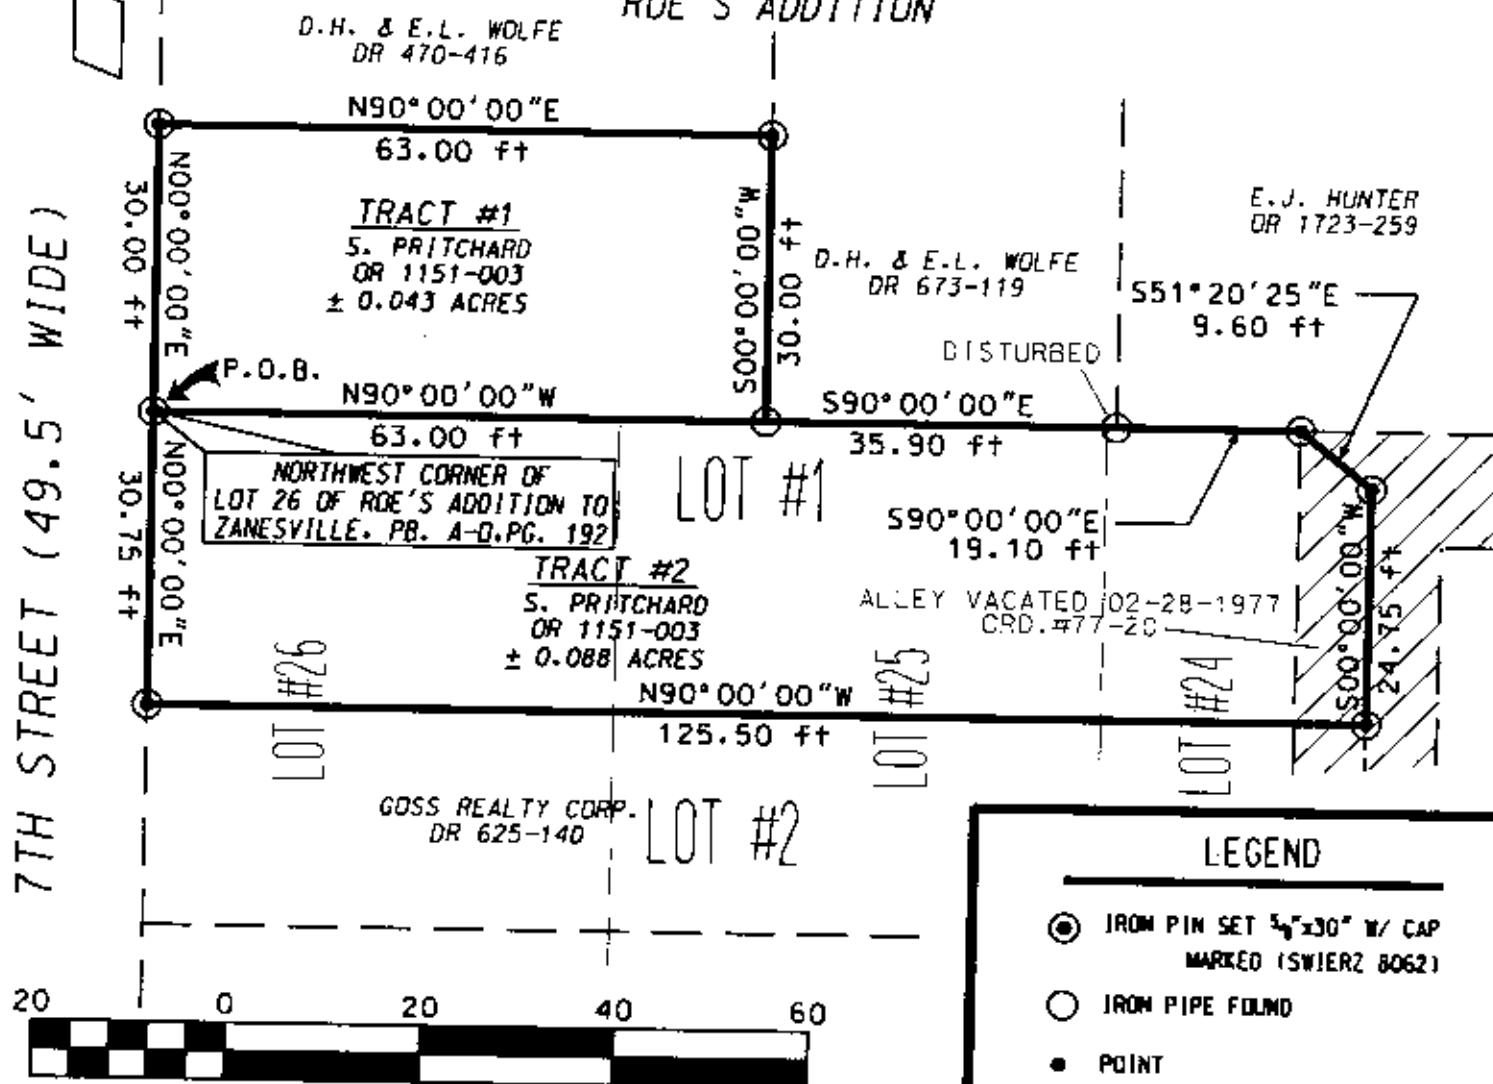 ROE'S ADDITION
D.H. & E.L. WOLFE
DR 470-416
N90°00'00"E
63.00 ft
N00°00'00"E
30.00 ft
TRACT #1
S. PRITCHARD
OR 1151-003
± 0.043 ACRES
S00°00'00"W
30.00 ft
E.J. HUNTER
OR 1723-259
D.H. & E.L. WOLFE
DR 673-119
S51°20'25"E
9.60 ft
DISTURBED
P.O.B.
N90°00'00"W
63.00 ft
S90°00'00"E
35.90 ft
NORTHWEST CORNER OF
LOT 26 OF ROE'S ADDITION TO
ZANESVILLE. PB. A-O.PG. 192
LOT #1
S90°00'00"E
19.10 ft
N00°00'00"E
30.75 ft
TRACT #2
S. PRITCHARD
OR 1151-003
± 0.088 ACRES
ALLEY VACATED 02-28-1977
ORD.#77-20
S00°00'00"W
24.75 ft
LOT #26
LOT #25
LOT #24
N90°00'00"W
125.50 ft
7TH STREET (49.5' WIDE)
GOSS REALTY CORP.
DR 625-140
LOT #2
LEGEND
IRON PIN SET 5/8"x30" W/ CAP
MARKED (SWIERZ 8062)
IRON PIPE FOUND
POINT
20 0 20 40 60